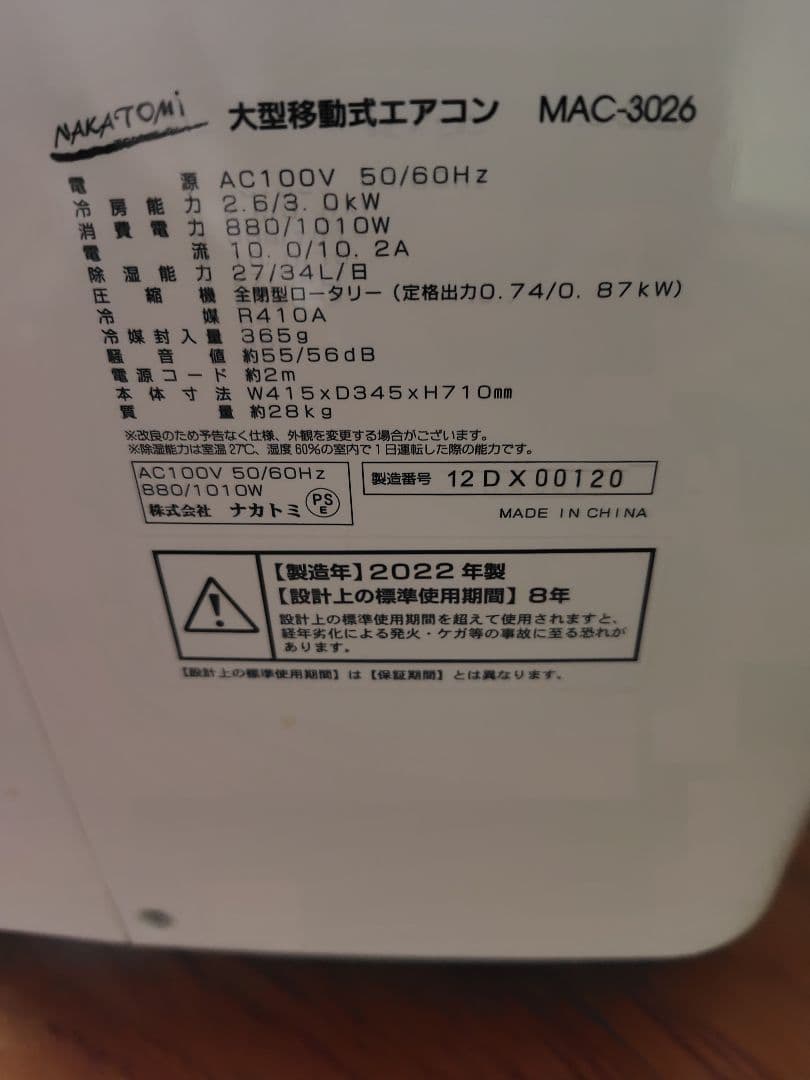 NAKATOMI 大型移動式エアコン MAC-3026
電源 AC100V 50/60Hz
冷房能力 2.6/3.0kW
消費電力 880/1010W
電流 10.0/10.2A
除湿能力 27/34L/日
圧縮機 全閉型ロータリー(定格出力0.74/0.87kW)
冷媒 R410A
冷媒封入量 365g
騒音値 約55/56dB
電源コード 約2m
本体寸法 W415xD345xH710mm
質量 約28kg
※改良のため予告なく仕様、外観を変更する場合がございます。
※除湿能力は室温27℃、湿度60%の室内で1日運転した際の能力です。
AC100V 50/60Hz
880/1010W
株式会社 ナカトミ PSE
製造番号 12DX00120
MADE IN CHINA
【製造年】2022年製
【設計上の標準使用期間】8年
設計上の標準使用期間を超えて使用されますと、
経年劣化による発火・ケガ等の事故に至る恐れが
あります。
【設計上の標準使用期間】は【保証期間】とは異なります。